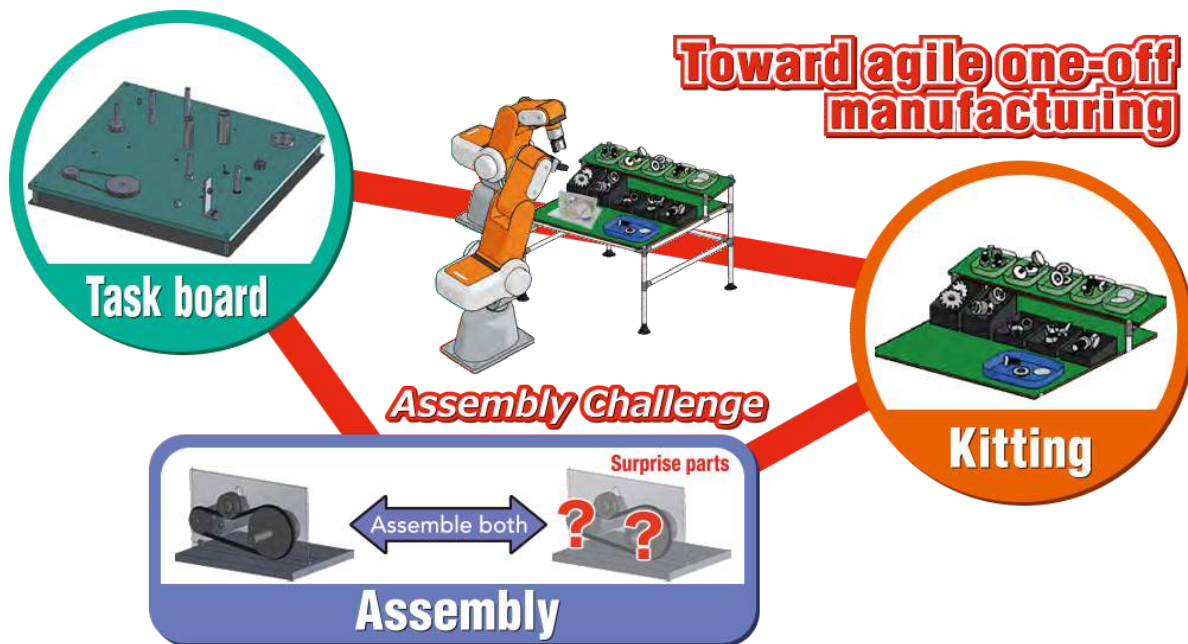 Toward agile one-off
manufacturing
Task board
Kitting
Assembly Challenge
Surprise parts
Assemble both
? ?
Assembly